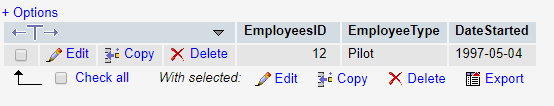 + Options
EmployeesID EmployeeType DateStarted
Edit Copy Delete 12 Pilot 1997-05-04
Check all With selected: Edit Copy Delete Export